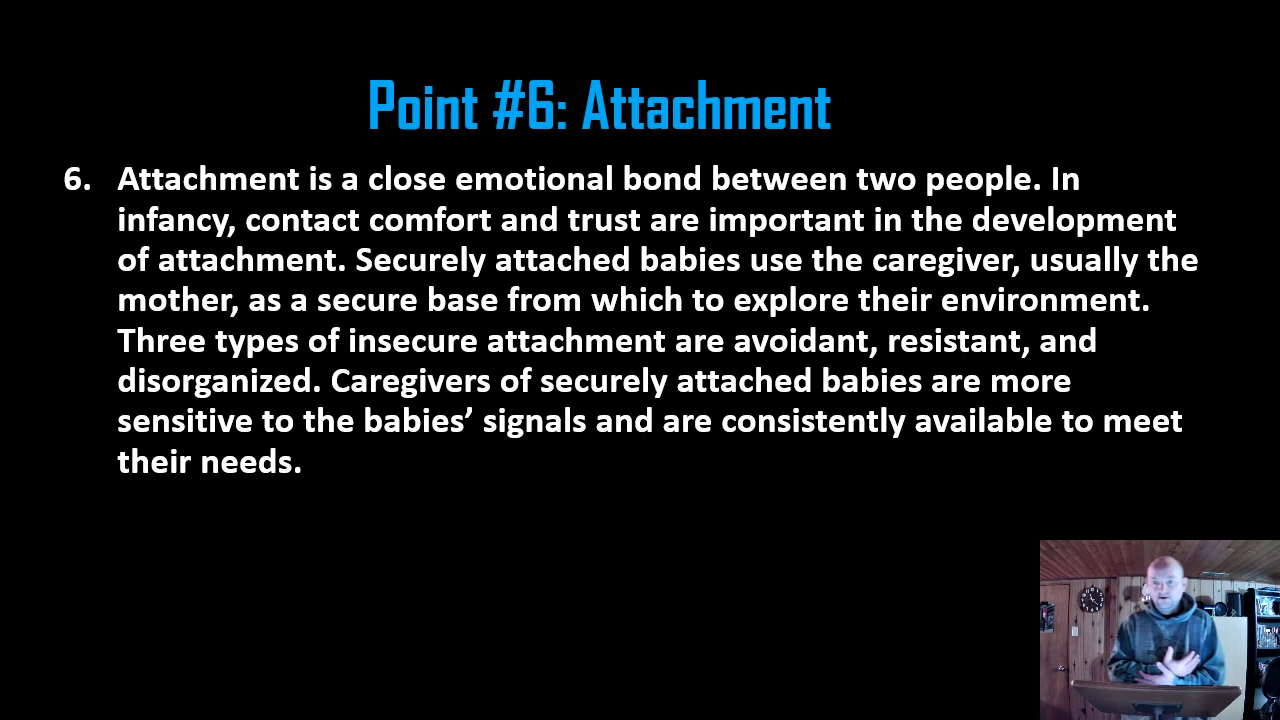 Point #6: Attachment
6. Attachment is a close emotional bond between two people. In
infancy, contact comfort and trust are important in the development
of attachment. Securely attached babies use the caregiver, usually the
mother, as a secure base from which to explore their environment.
Three types of insecure attachment are avoidant, resistant, and
disorganized. Caregivers of securely attached babies are more
sensitive to the babies’ signals and are consistently available to meet
their needs.